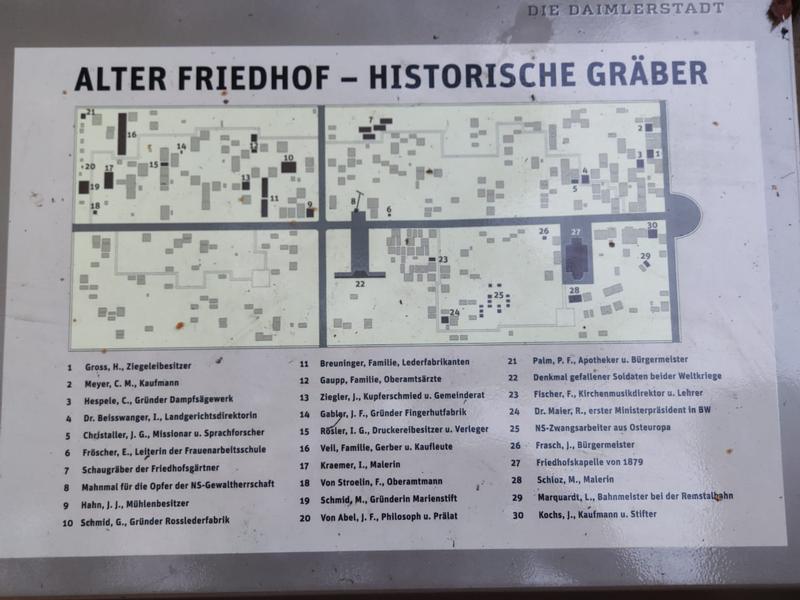 DIE DAIMLERSTADT
ALTER FRIEDHOF – HISTORISCHE GRÄBER
1 Gross, H., Ziegeleibesitzer
2 Meyer, C. M., Kaufmann
3 Hespele, C., Gründer Dampfsägewerk
4 Dr. Beisswanger, I., Landgerichtsdirektorin
5 Christaller, J. G., Missionar u. Sprachforscher
6 Fröscher, E., Leiterin der Frauenarbeitsschule
7 Schaugräber der Friedhofsgärtner
8 Mahnmal für die Opfer der NS-Gewaltherrschaft
9 Hahn, J. J., Mühlenbesitzer
10 Schmid, G., Gründer Rosslederfabrik
11 Breuninger, Familie, Lederfabrikanten
12 Gaupp, Familie, Oberamtsärzte
13 Ziegler, J., Kupferschmied u. Gemeinderat
14 Gabler, J. F., Gründer Fingerhutfabrik
15 Rösler, I. G., Druckereibesitzer u. Verleger
16 Veil, Familie, Gerber u. Kaufleute
17 Kraemer, I., Malerin
18 Von Stroelin, F., Oberamtmann
19 Schmid, M., Gründerin Marienstift
20 Von Abel, J. F., Philosoph u. Prälat
21 Palm, P. F., Apotheker u. Bürgermeister
22 Denkmal gefallener Soldaten beider Weltkriege
23 Fischer, F., Kirchenmusikdirektor u. Lehrer
24 Dr. Maier, R., erster Ministerpräsident in BW
25 NS-Zwangsarbeiter aus Osteuropa
26 Frasch, J., Bürgermeister
27 Friedhofskapelle von 1879
28 Schloz, M., Malerin
29 Marquardt, L., Bahnmeister bei der Remstalbahn
30 Kochs, J., Kaufmann u. Stifter